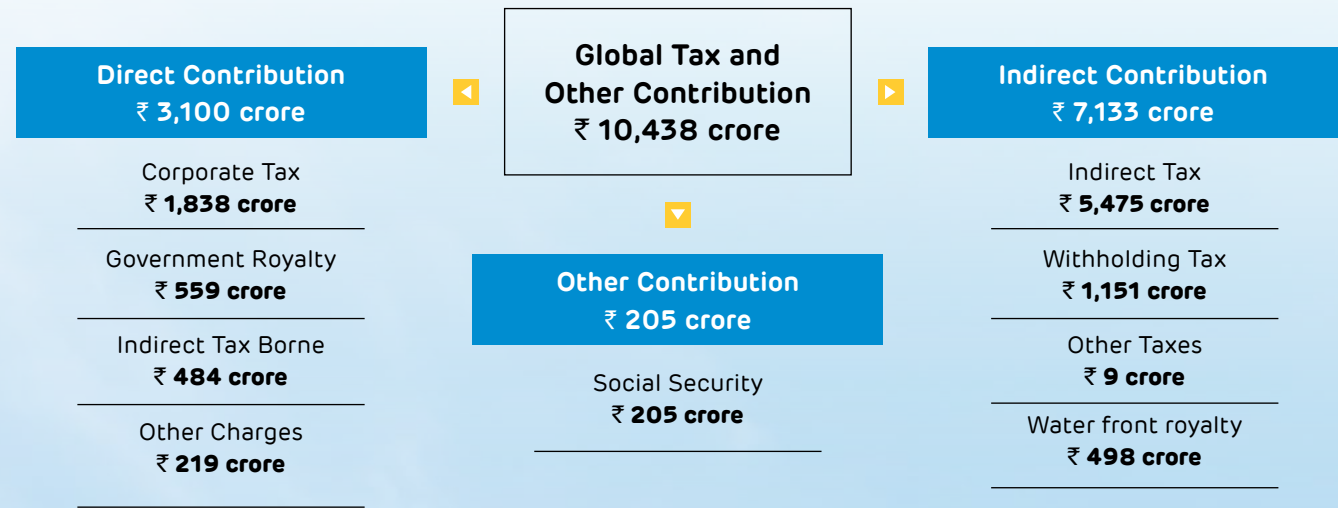 Global Tax and
Other Contribution
₹ 10,438 crore
Direct Contribution
₹ 3,100 crore
Corporate Tax
₹ 1,838 crore
Government Royalty
₹ 559 crore
Indirect Tax Borne
₹ 484 crore
Other Charges
₹ 219 crore
Other Contribution
₹ 205 crore
Social Security
₹ 205 crore
Indirect Contribution
₹ 7,133 crore
Indirect Tax
₹ 5,475 crore
Withholding Tax
₹ 1,151 crore
Other Taxes
₹ 9 crore
Water front royalty
₹ 498 crore